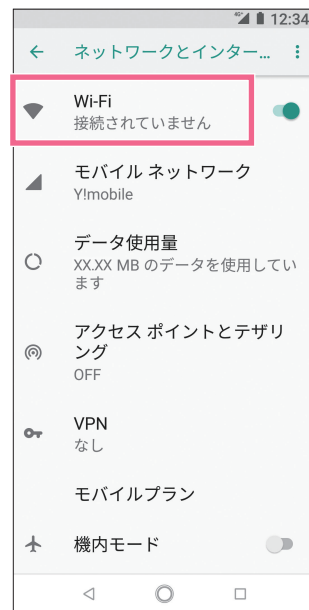 4G+ 12:34
ネットワークとインター...
Wi-Fi
接続されていません
モバイル ネットワーク
Y!mobile
データ使用量
XX.XX MB のデータを使用してい
ます
アクセス ポイントとテザリ
ング
OFF
VPN
なし
モバイルプラン
機内モード